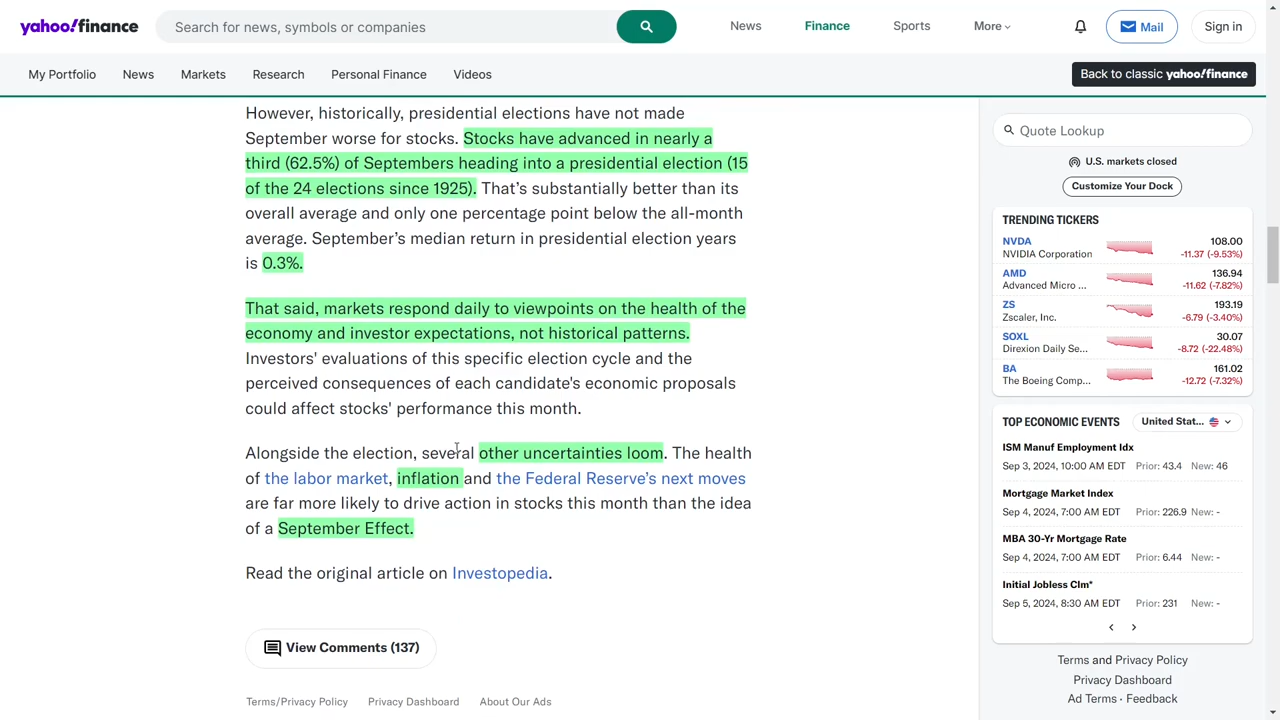 yahoo!finance
Search for news, symbols or companies
News
Finance
Sports
More
Mail
Sign in
My Portfolio
News
Markets
Research
Personal Finance
Videos
Back to classic yahoo!finance
However, historically, presidential elections have not made
September worse for stocks. Stocks have advanced in nearly a
third (62.5%) of Septembers heading into a presidential election (15
of the 24 elections since 1925). That’s substantially better than its
overall average and only one percentage point below the all-month
average. September’s median return in presidential election years
is 0.3%.
That said, markets respond daily to viewpoints on the health of the
economy and investor expectations, not historical patterns.
Investors' evaluations of this specific election cycle and the
perceived consequences of each candidate's economic proposals
could affect stocks' performance this month.
Alongside the election, several other uncertainties loom. The health
of the labor market, inflation and the Federal Reserve’s next moves
are far more likely to drive action in stocks this month than the idea
of a September Effect.
Read the original article on Investopedia.
View Comments (137)
Terms/Privacy Policy
Privacy Dashboard
About Our Ads
Quote Lookup
U.S. markets closed
Customize Your Dock
TRENDING TICKERS
NVDA 108.00
NVIDIA Corporation -11.37 (-9.53%)
AMD 136.94
Advanced Micro ... -11.62 (-7.82%)
ZS 193.19
Zscaler, Inc. -6.79 (-3.40%)
SOXL 30.07
Direxion Daily Se... -8.72 (-22.48%)
BA 161.02
The Boeing Comp... -12.72 (-7.32%)
TOP ECONOMIC EVENTS
United Stat...
ISM Manuf Employment Idx
Sep 3, 2024, 10:00 AM EDT Prior: 43.4 New: 46
Mortgage Market Index
Sep 4, 2024, 7:00 AM EDT Prior: 226.9 New: -
MBA 30-Yr Mortgage Rate
Sep 4, 2024, 7:00 AM EDT Prior: 6.44 New: -
Initial Jobless Clm*
Sep 5, 2024, 8:30 AM EDT Prior: 231 New: -
Terms and Privacy Policy
Privacy Dashboard
Ad Terms · Feedback